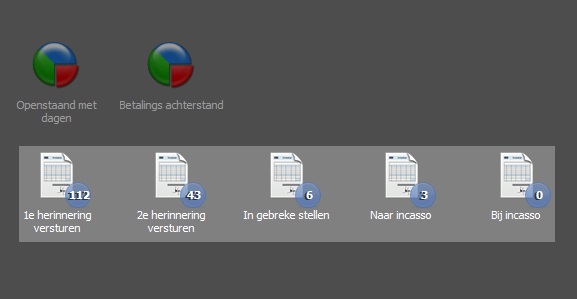 Openstaand met
dagen
Betalings achterstand
112
43
6
3
0
1e herinnering
versturen
2e herinnering
versturen
In gebreke stellen
Naar incasso
Bij incasso